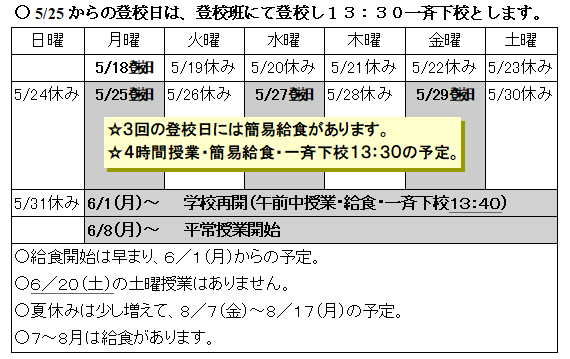 〇 5/25 からの登校日は、登校班にて登校し１３：３０一斉下校とします。
日曜 月曜 火曜 水曜 木曜 金曜 土曜
5/18登校日 5/19休み 5/20休み 5/21休み 5/22休み 5/23休み
5/24休み 5/25登校日 5/26休み 5/27登校日 5/28休み 5/29登校日 5/30休み
☆３回の登校日には簡易給食があります。
☆４時間授業・簡易給食・一斉下校１３：３０の予定。
5/31休み 6/1（月）～ 学校再開（午前中授業・給食・一斉下校１３：４０）
6/8（月）～ 平常授業開始
〇給食開始は早まり、６／１（月）からの予定。
〇６／２０（土）の土曜授業はありません。
〇夏休みは少し増えて、８／７（金）～８／１７（月）の予定。
〇７～８月は給食があります。